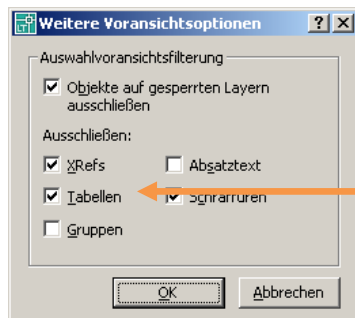 Weitere Voransichtsoptionen
Auswahlvoransichtsfilterung
Objekte auf gesperrten Layern
ausschließen
Ausschließen:
XRefs Absatztext
Tabellen Schraffuren
Gruppen
OK Abbrechen